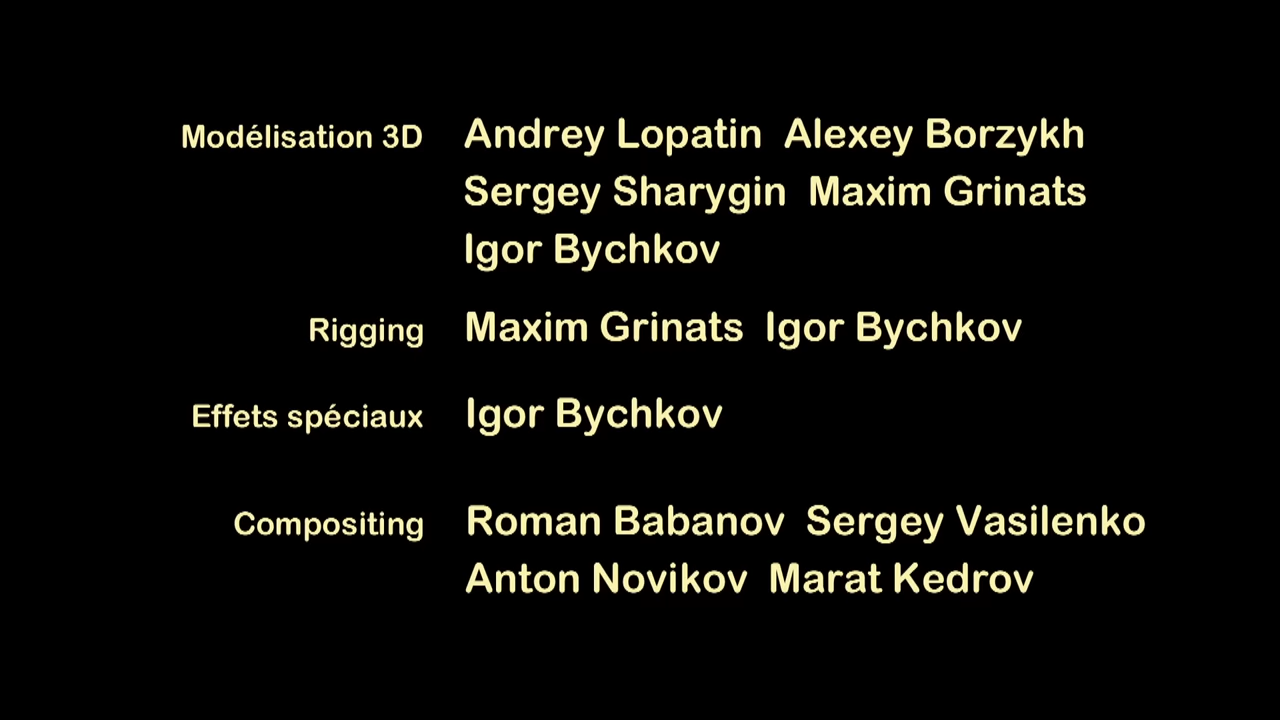 Modélisation 3D Andrey Lopatin Alexey Borzykh
Sergey Sharygin Maxim Grinats
Igor Bychkov
Rigging Maxim Grinats Igor Bychkov
Effets spéciaux Igor Bychkov
Compositing Roman Babanov Sergey Vasilenko
Anton Novikov Marat Kedrov